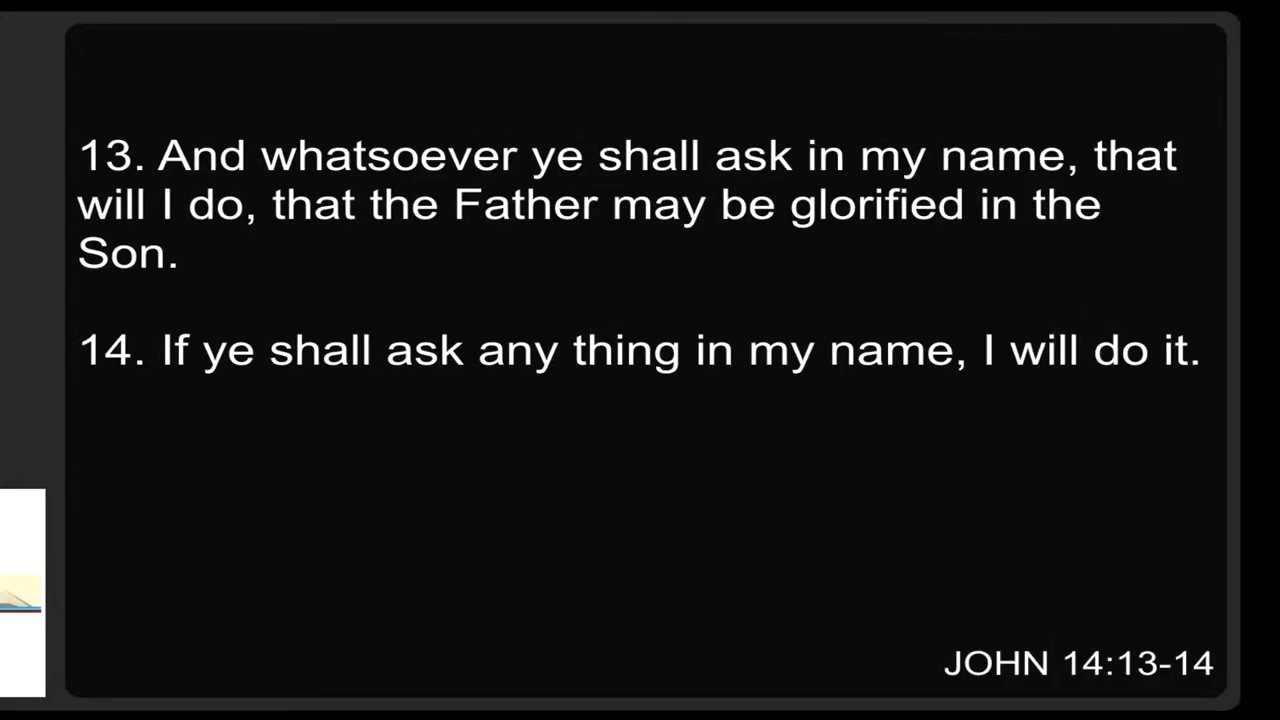 13. And whatsoever ye shall ask in my name, that
will I do, that the Father may be glorified in the
Son.
14. If ye shall ask any thing in my name, I will do it.
JOHN 14:13-14